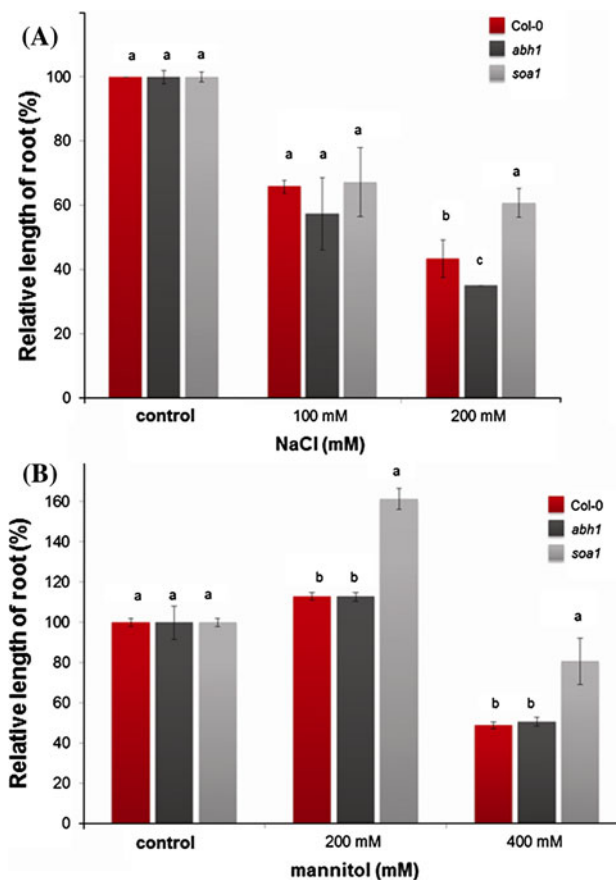 (A)
Col-0
abh1
soa1
Relative length of root (%)
100
80
60
40
20
0
a a a
a a a
b c a
control 100 mM 200 mM
NaCl (mM)
(B)
Col-0
abh1
soa1
Relative length of root (%)
160
140
120
100
80
60
40
20
0
a a a
b b a
b b a
control 200 mM 400 mM
mannitol (mM)